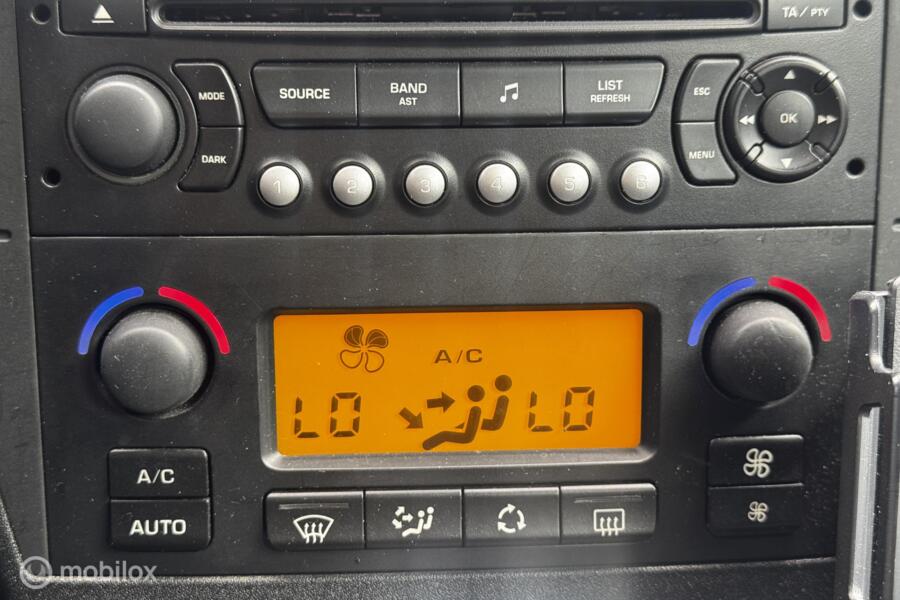 TA / PTY
MODE
SOURCE
BAND
AST
LIST
REFRESH
ESC
OK
DARK
MENU
1 2 3 4 5 6
A/C
LO LO
A/C
AUTO
mobilox